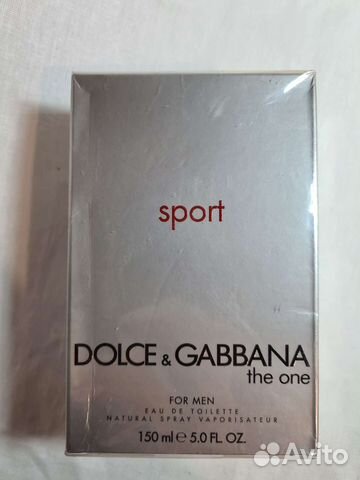 sport
DOLCE & GABBANA
the one
FOR MEN
EAU DE TOILETTE
NATURAL SPRAY VAPORISATEUR
150 ml ℮ 5.0 FL. OZ.
Avito